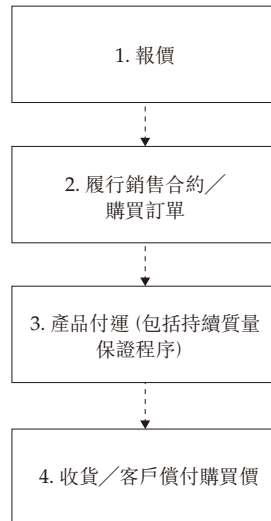 1. 報價
2. 履行銷售合約／
購買訂單
3. 產品付運 (包括持續質量
保證程序)
4. 收貨／客戶償付購買價